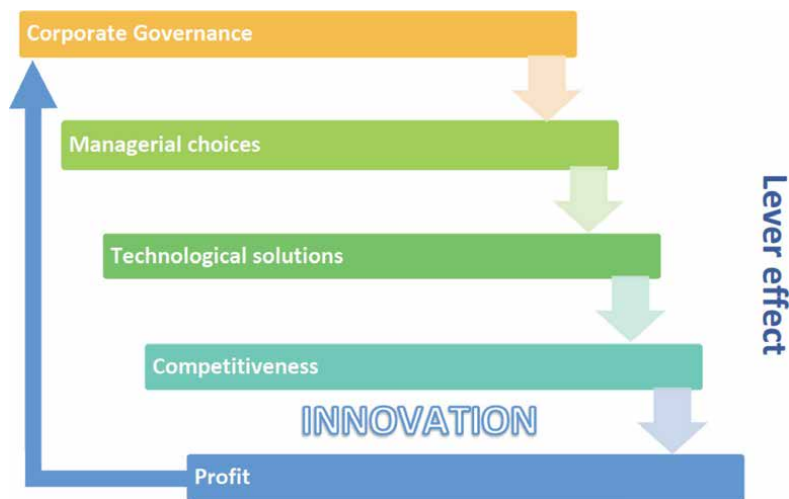 Corporate Governance
Managerial choices
Technological solutions
Competitiveness
INNOVATION
Profit
Lever effect